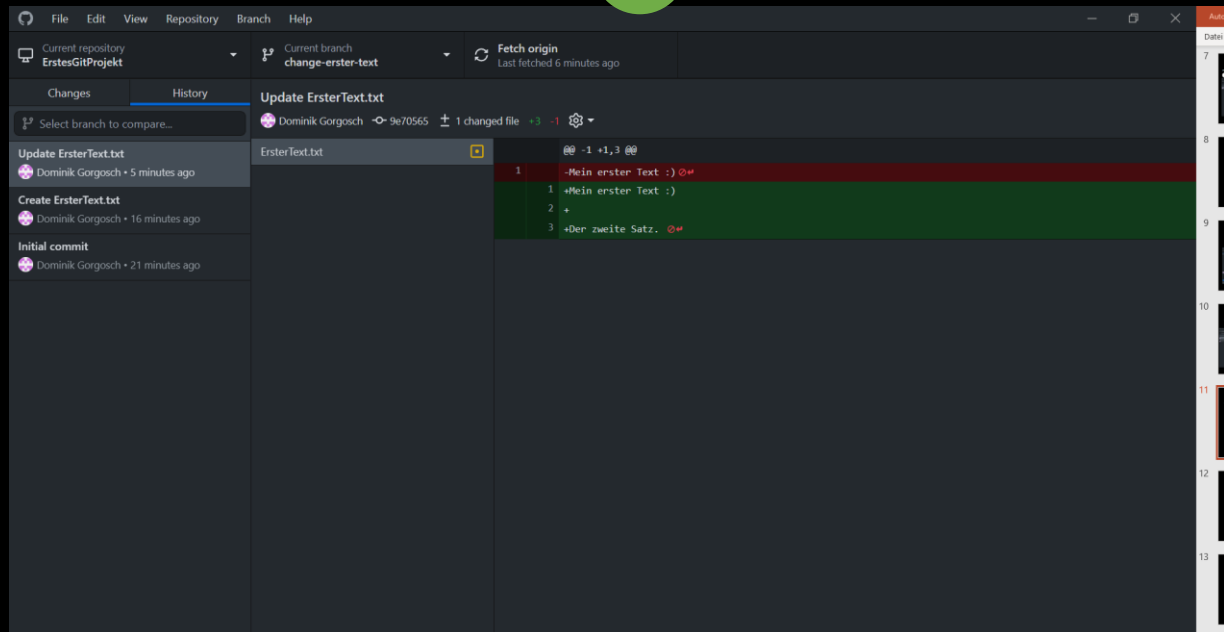 File Edit View Repository Branch Help
Current repository
ErstesGitProjekt
Current branch
change-erster-text
Fetch origin
Last fetched 6 minutes ago
Changes History
Select branch to compare...
Update ErsterText.txt
Dominik Gorgosch • 5 minutes ago
Create ErsterText.txt
Dominik Gorgosch • 16 minutes ago
Initial commit
Dominik Gorgosch • 21 minutes ago
Update ErsterText.txt
Dominik Gorgosch 9e70565 1 changed file +3 -1
ErsterText.txt
@@ -1 +1,3 @@
1 -Mein erster Text :)
1 +Mein erster Text :)
2 +
3 +Der zweite Satz.
Auto
Datei
7
8
9
10
11
12
13